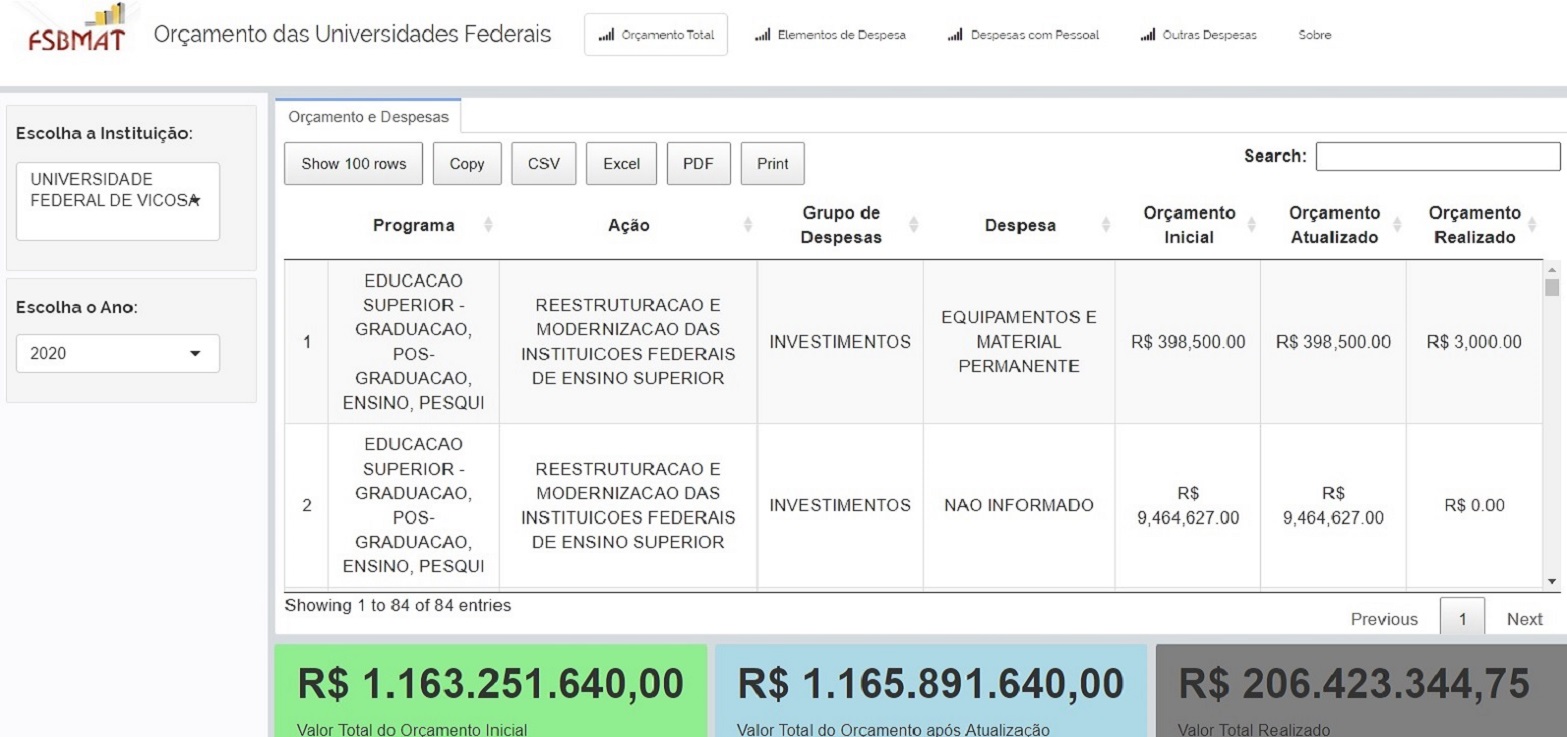 FSBMAT
Orçamento das Universidades Federais
Orçamento Total
Elementos de Despesa
Despesas com Pessoal
Outras Despesas
Sobre
Escolha a Instituição:
UNIVERSIDADE
FEDERAL DE VICOSA
Escolha o Ano:
2020
Orçamento e Despesas
Show 100 rows
Copy
CSV
Excel
PDF
Print
Search:
Programa
Ação
Grupo de
Despesas
Despesa
Orçamento
Inicial
Orçamento
Atualizado
Orçamento
Realizado
1
EDUCACAO
SUPERIOR -
GRADUACAO,
POS-
GRADUACAO,
ENSINO, PESQUI
REESTRUTURACAO E
MODERNIZACAO DAS
INSTITUICOES FEDERAIS
DE ENSINO SUPERIOR
INVESTIMENTOS
EQUIPAMENTOS E
MATERIAL
PERMANENTE
R$ 398,500.00
R$ 398,500.00
R$ 3,000.00
2
EDUCACAO
SUPERIOR -
GRADUACAO,
POS-
GRADUACAO,
ENSINO, PESQUI
REESTRUTURACAO E
MODERNIZACAO DAS
INSTITUICOES FEDERAIS
DE ENSINO SUPERIOR
INVESTIMENTOS
NAO INFORMADO
R$
9,464,627.00
R$
9,464,627.00
R$ 0.00
Showing 1 to 84 of 84 entries
Previous
1
Next
R$ 1.163.251.640,00
Valor Total do Orçamento Inicial
R$ 1.165.891.640,00
Valor Total do Orçamento após Atualização
R$ 206.423.344,75
Valor Total Realizado